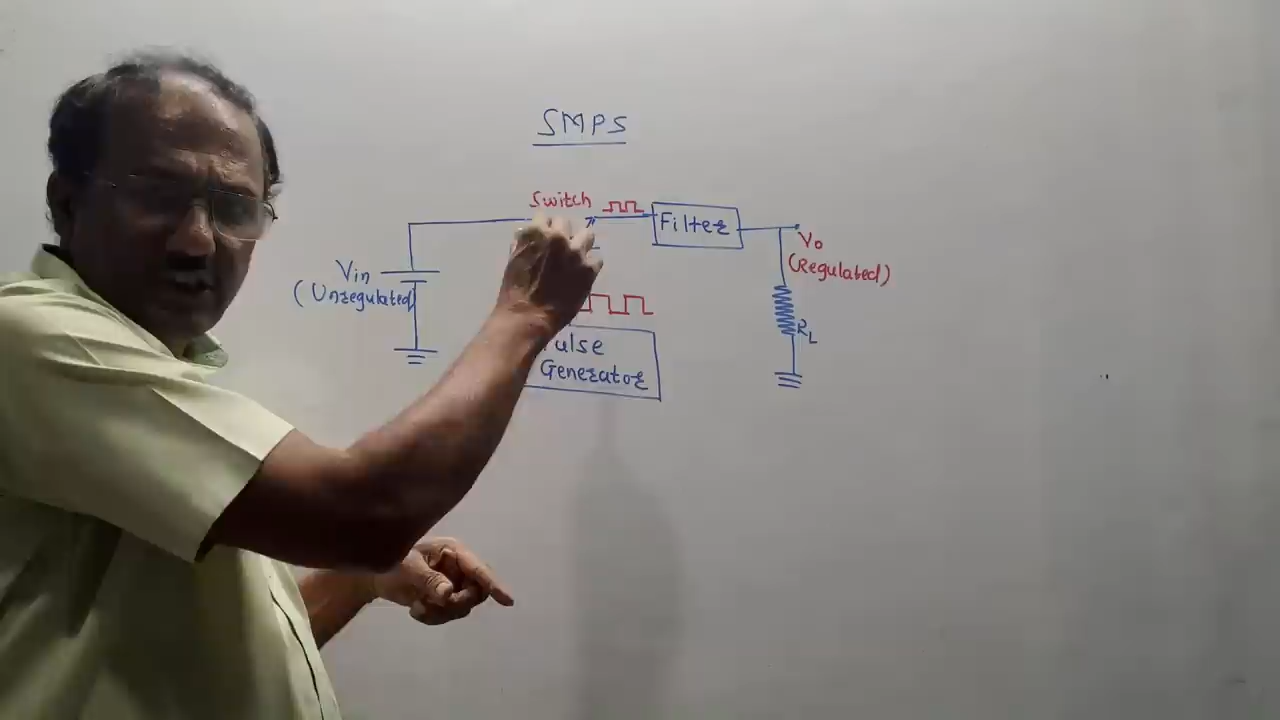 SMPS
Switch
Filter
Vin
(Unregulated)
Vo
(Regulated)
RL
Generator